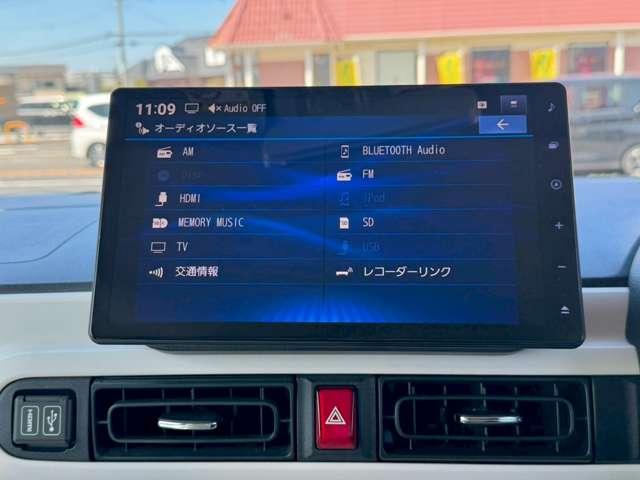 11:09 Audio OFF
オーディオソース一覧
AM
BLUETOOTH Audio
Disc
FM
HDMI
iPod
MEMORY MUSIC
SD
TV
USB
交通情報
レコーダーリンク
HDMI